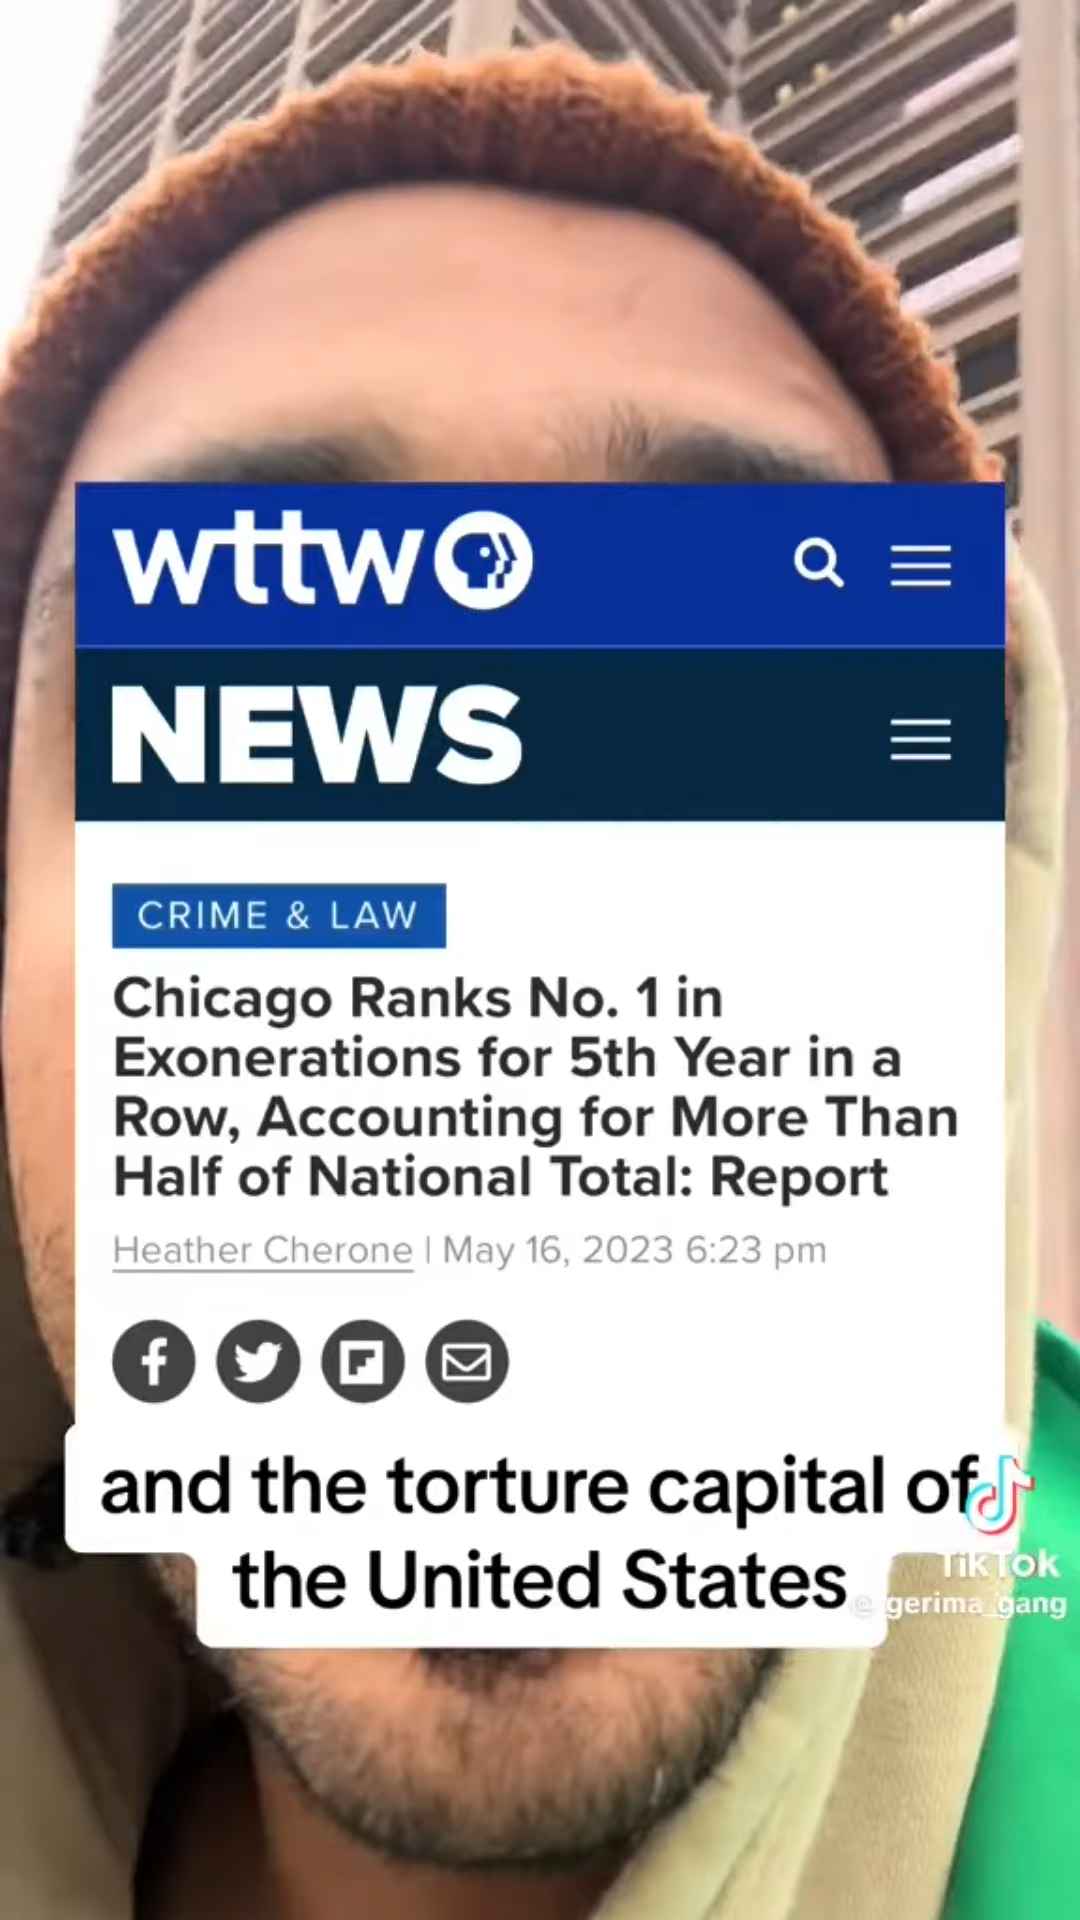 wttw
NEWS
CRIME & LAW
Chicago Ranks No. 1 in
Exonerations for 5th Year in a
Row, Accounting for More Than
Half of National Total: Report
Heather Cherone | May 16, 2023 6:23 pm
and the torture capital of
the United States
TikTok
@gerima_gang